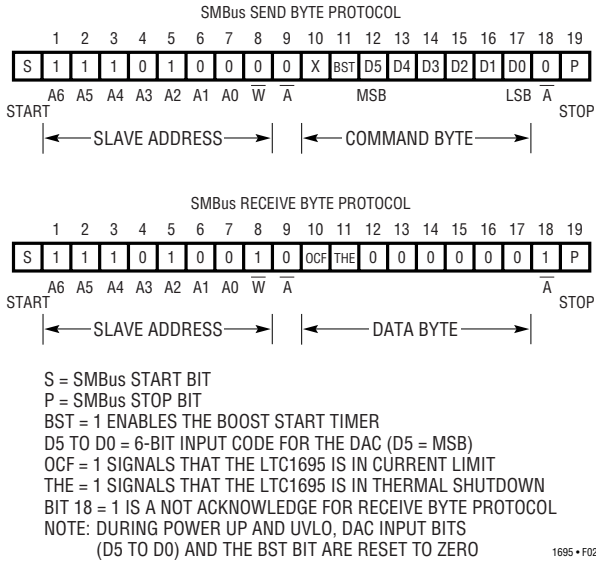 SMBus SEND BYTE PROTOCOL
1 2 3 4 5 6 7 8 9 10 11 12 13 14 15 16 17 18 19
S 1 1 1 0 1 0 0 0 0 X BST D5 D4 D3 D2 D1 D0 0 P
A6 A5 A4 A3 A2 A1 A0 W̅ A̅ MSB LSB A̅
START STOP
SLAVE ADDRESS COMMAND BYTE
SMBus RECEIVE BYTE PROTOCOL
1 2 3 4 5 6 7 8 9 10 11 12 13 14 15 16 17 18 19
S 1 1 1 0 1 0 0 1 0 OCF THE 0 0 0 0 0 0 1 P
A6 A5 A4 A3 A2 A1 A0 W̅ A̅ A̅
START STOP
SLAVE ADDRESS DATA BYTE
S = SMBus START BIT
P = SMBus STOP BIT
BST = 1 ENABLES THE BOOST START TIMER
D5 TO D0 = 6-BIT INPUT CODE FOR THE DAC (D5 = MSB)
OCF = 1 SIGNALS THAT THE LTC1695 IS IN CURRENT LIMIT
THE = 1 SIGNALS THAT THE LTC1695 IS IN THERMAL SHUTDOWN
BIT 18 = 1 IS A NOT ACKNOWLEDGE FOR RECEIVE BYTE PROTOCOL
NOTE: DURING POWER UP AND UVLO, DAC INPUT BITS
(D5 TO D0) AND THE BST BIT ARE RESET TO ZERO
1695 • F02